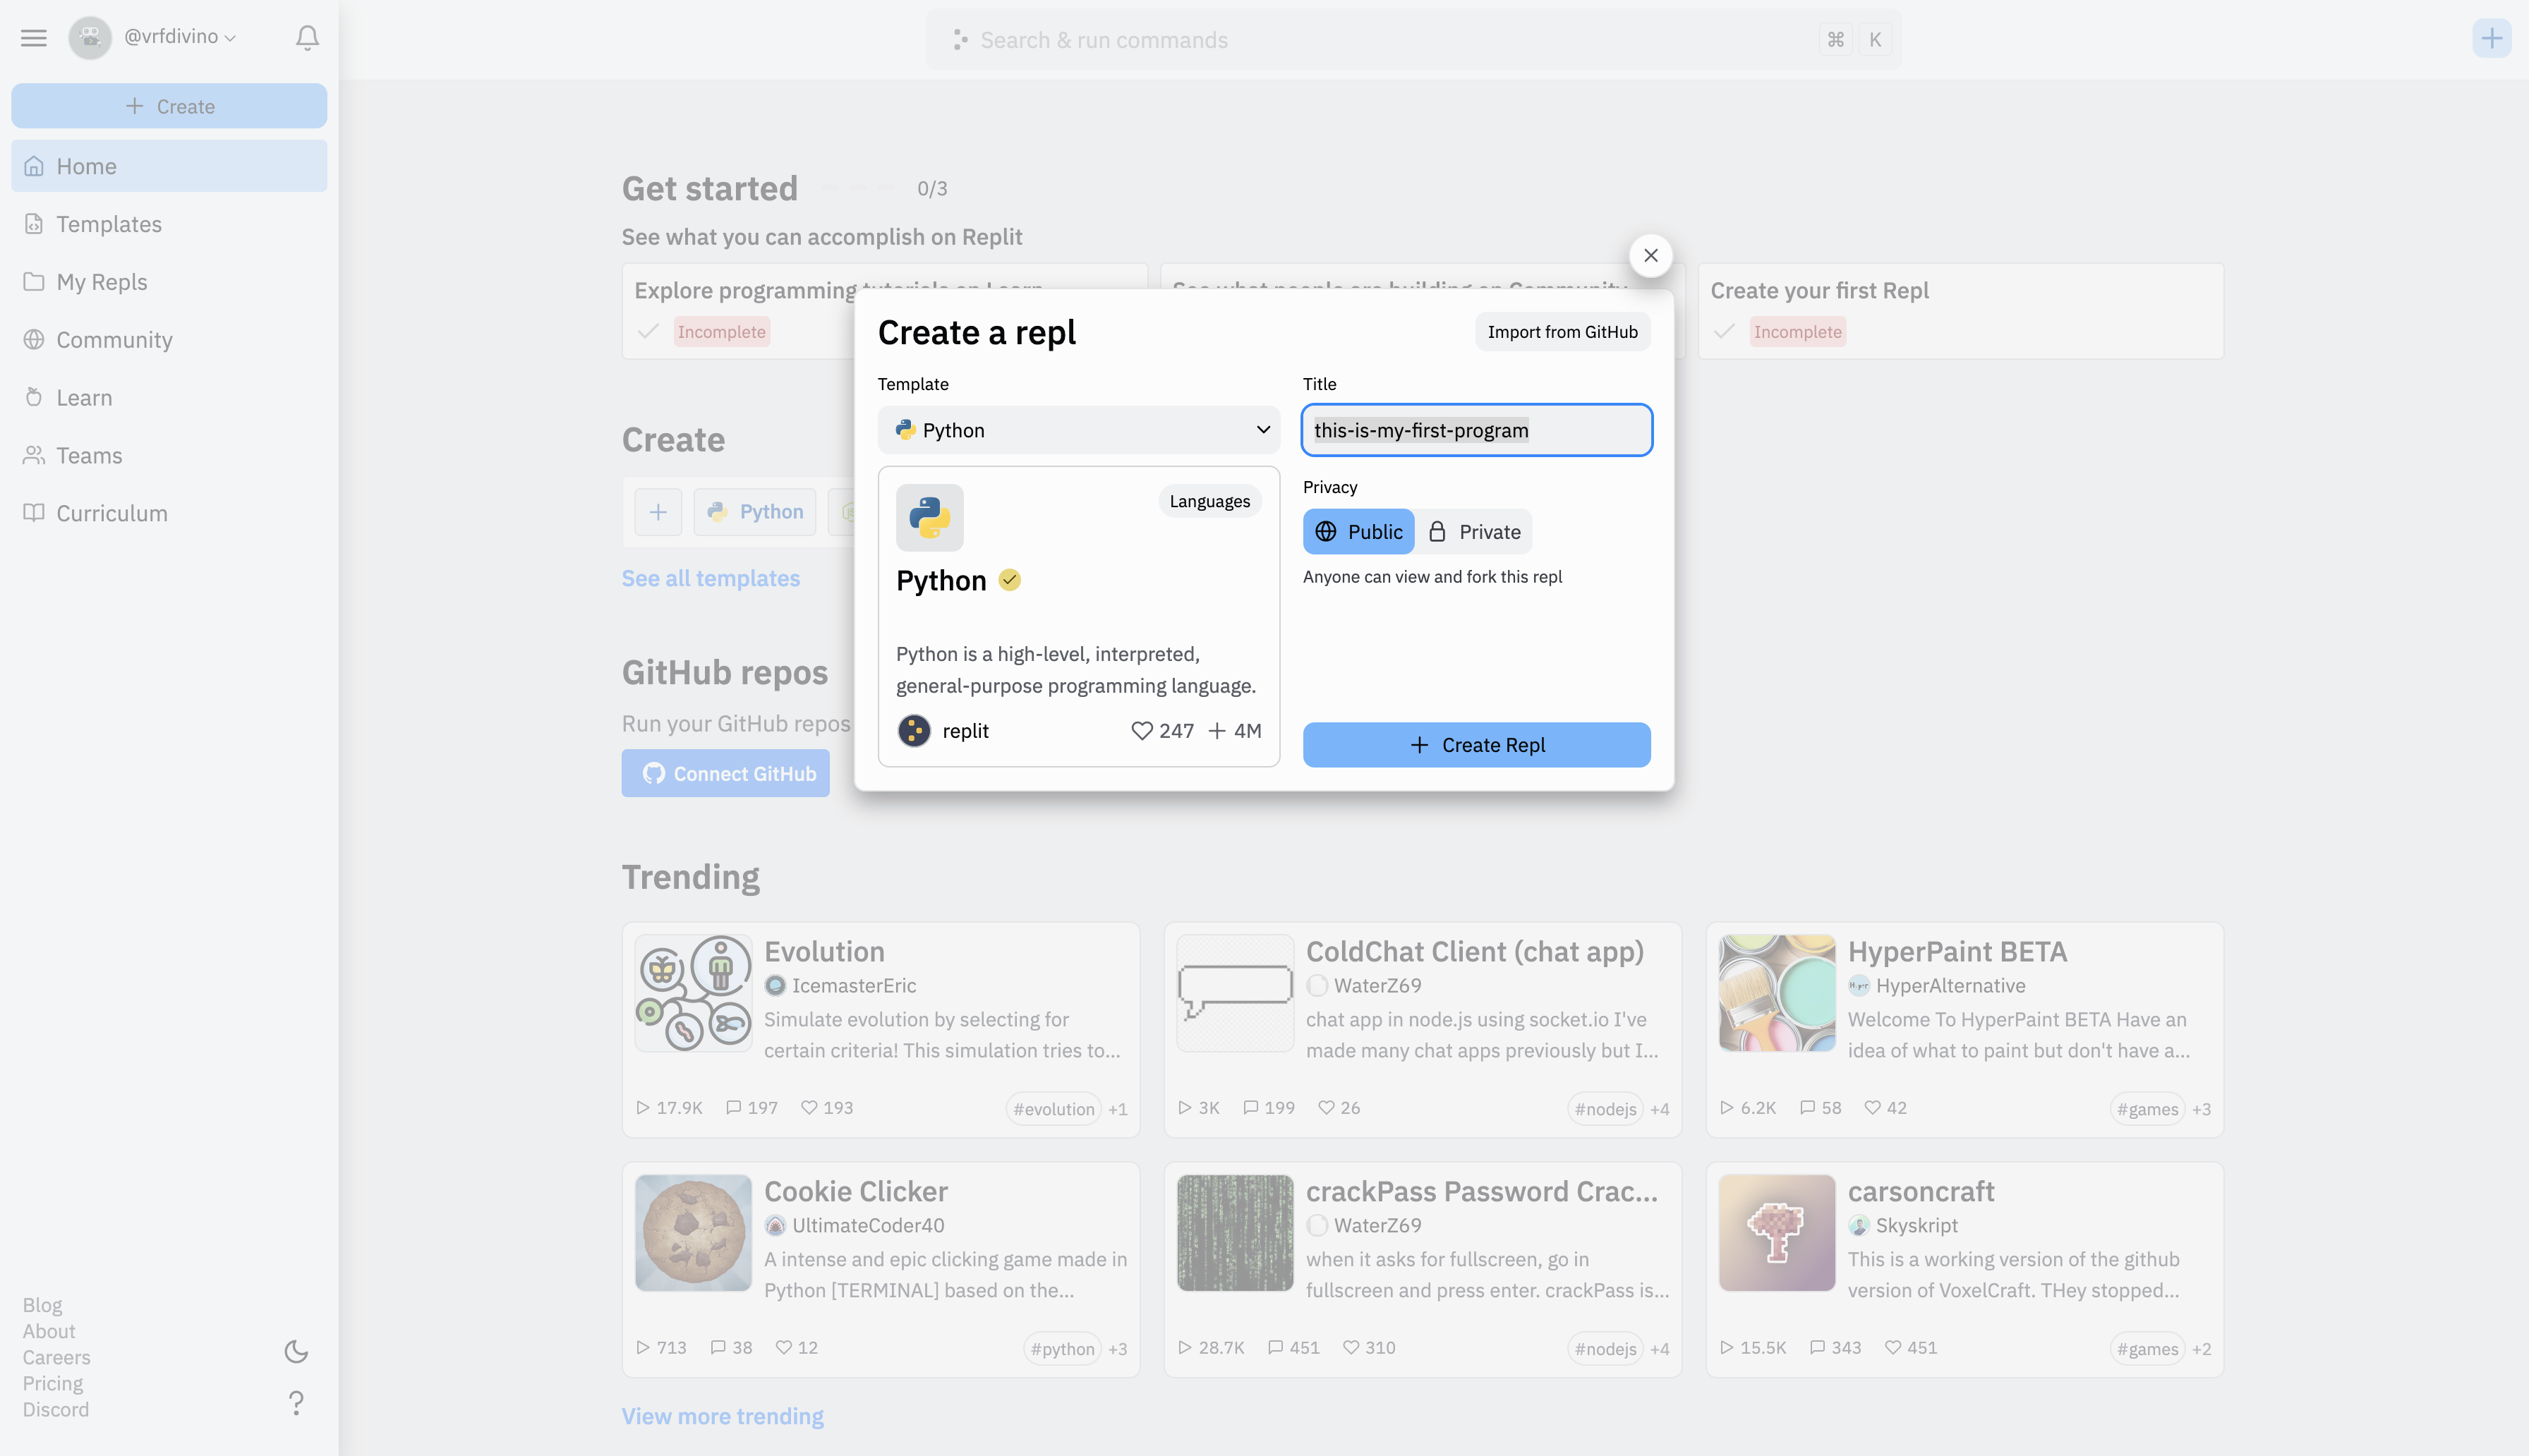 @vrfdivino
Create
Home
Templates
My Repls
Community
Learn
Teams
Curriculum
Blog
About
Careers
Pricing
Discord
Search & run commands
⌘ K
Get started 0/3
See what you can accomplish on Replit
Explore programming tutorials on Learn
Incomplete
See what people are building on Community
Create your first Repl
Incomplete
Create
Python
See all templates
GitHub repos
Run your GitHub repos
Connect GitHub
Create a repl
Import from GitHub
Template
Python
Languages
Python
Python is a high-level, interpreted,
general-purpose programming language.
replit
247 4M
Title
this-is-my-first-program
Privacy
Public Private
Anyone can view and fork this repl
Create Repl
Trending
Evolution
IcemasterEric
Simulate evolution by selecting for
certain criteria! This simulation tries to...
17.9K 197 193 #evolution +1
ColdChat Client (chat app)
WaterZ69
chat app in node.js using socket.io I've
made many chat apps previously but I...
3K 199 26 #nodejs +4
HyperPaint BETA
HyperAlternative
Welcome To HyperPaint BETA Have an
idea of what to paint but don't have a...
6.2K 58 42 #games +3
Cookie Clicker
UltimateCoder40
A intense and epic clicking game made in
Python [TERMINAL] based on the...
713 38 12 #python +3
crackPass Password Crac...
WaterZ69
when it asks for fullscreen, go in
fullscreen and press enter. crackPass is...
28.7K 451 310 #nodejs +4
carsoncraft
Skyskript
This is a working version of the github
version of VoxelCraft. THey stopped...
15.5K 343 451 #games +2
View more trending